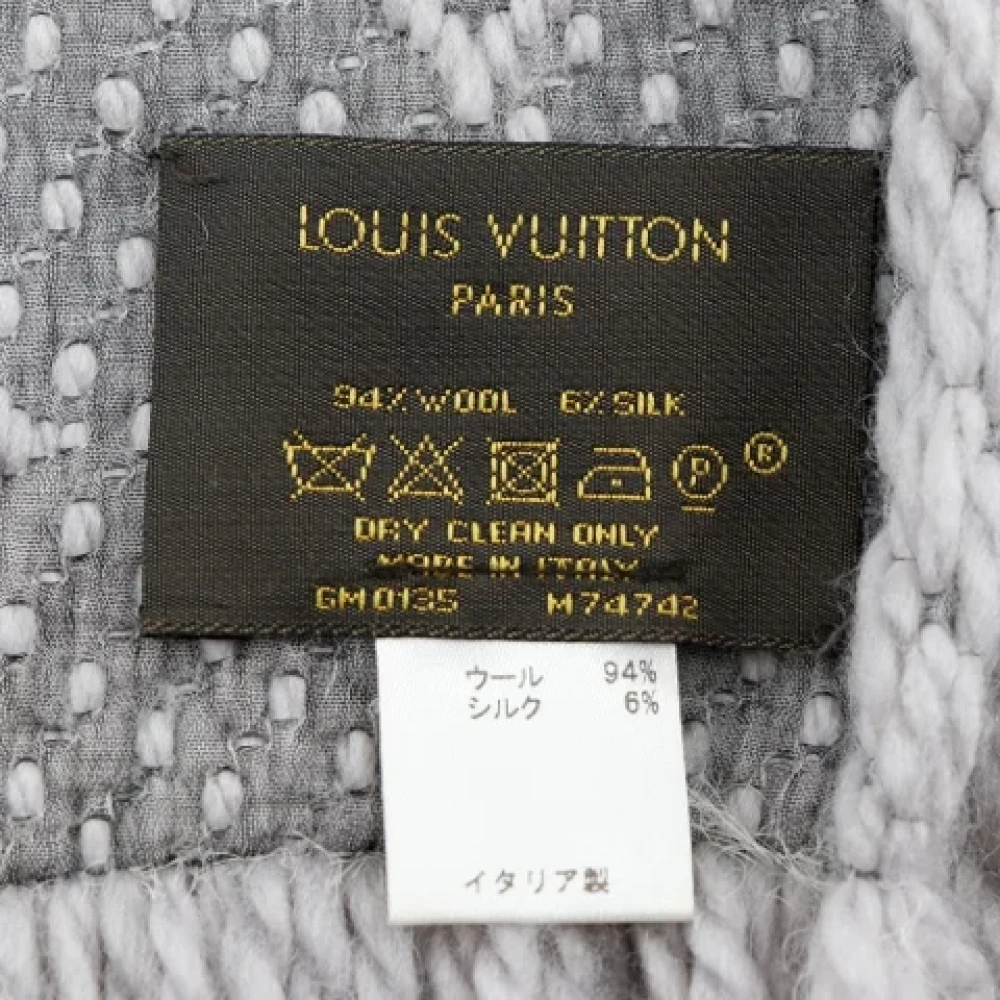 LOUIS VUITTON
PARIS
94% WOOL 6% SILK
P ®
DRY CLEAN ONLY
MADE IN ITALY
GM0135 M74742
ウール 94%
シルク 6%
イタリア製